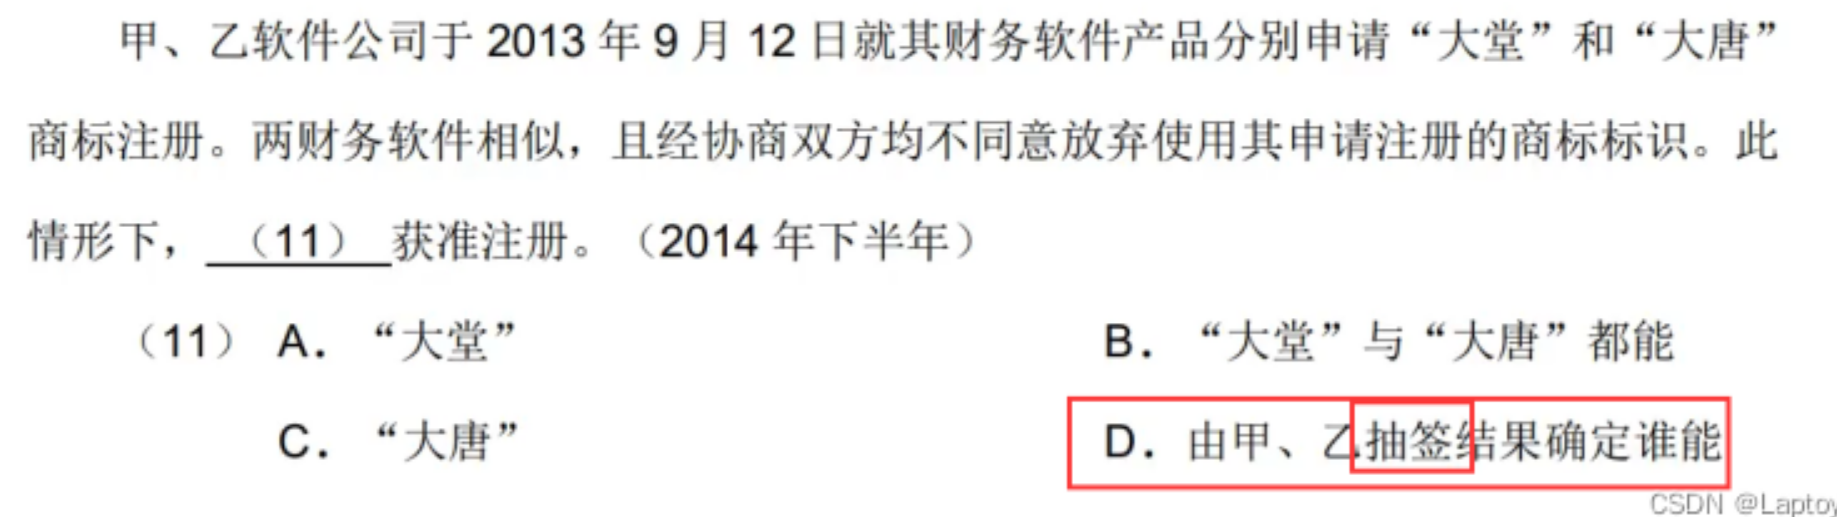 甲、乙软件公司于 2013 年 9 月 12 日就其财务软件产品分别申请“大堂”和“大唐”
商标注册。两财务软件相似，且经协商双方均不同意放弃使用其申请注册的商标标识。此
情形下，（11）获准注册。（2014 年下半年）
（11） A．“大堂” B．“大堂”与“大唐”都能
C．“大唐” D．由甲、乙抽签结果确定谁能
CSDN @Laptoy